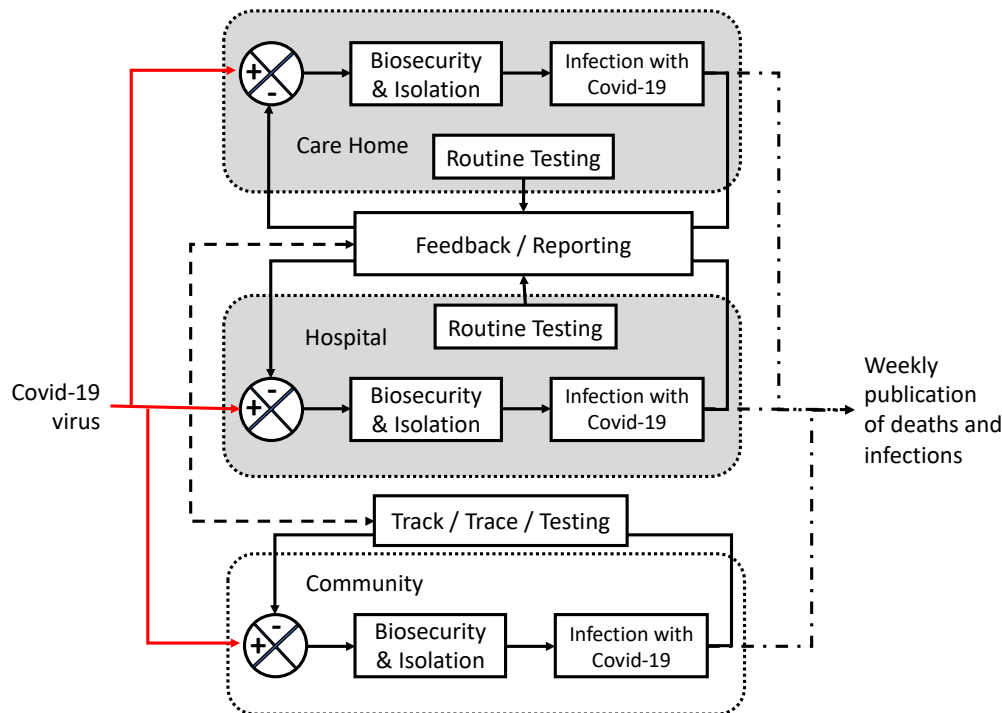 +
-
Biosecurity
& Isolation
Infection with
Covid-19
Care Home
Routine Testing
Feedback / Reporting
Routine Testing
Hospital
Covid-19
virus
-
+
Biosecurity
& Isolation
Infection with
Covid-19
Weekly
publication
of deaths and
infections
Track / Trace / Testing
Community
-
+
Biosecurity
& Isolation
Infection with
Covid-19